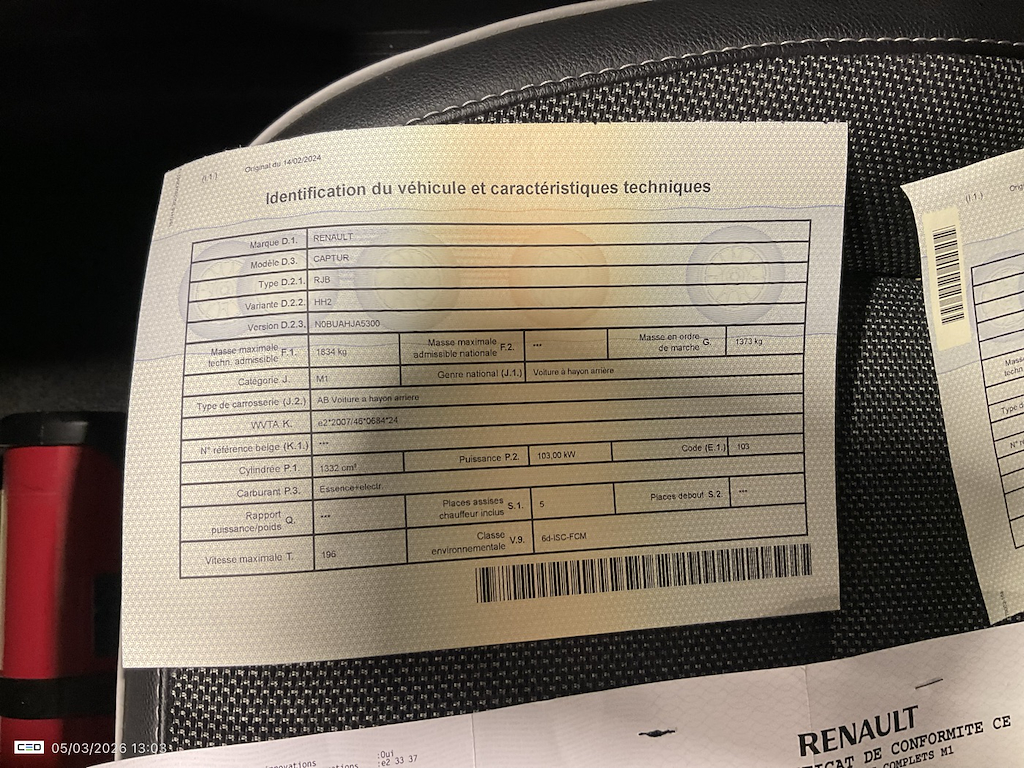 (I.1.) Original du 14/02/2024
Identification du véhicule et caractéristiques techniques
Marque D.1. RENAULT
Modèle D.3. CAPTUR
Type D.2.1. RJB
Variante D.2.2. HH2
Version D.2.3. N0BUAHJA5300
Masse maximale techn. admissible F.1. 1834 kg Masse maximale admissible nationale F.2. *** Masse en ordre de marche G. 1373 kg
Catégorie J. M1 Genre national (J.1.) Voiture à hayon arrière
Type de carrosserie (J.2.) AB Voiture à hayon arrière
WVTA K. e2*2007/46*0684*24
N° référence belge (K.1.) ***
Cylindrée P.1. 1332 cm³ Puissance P.2. 103,00 kW Code (E.1.) 103
Carburant P.3. Essence+electr.
Rapport puissance/poids Q. *** Places assises chauffeur inclus S.1. 5 Places debout S.2. ***
Vitesse maximale T. 196 Classe environnementale V.9. 6d-ISC-FCM
(I.1.)
:Oui
:e2 33 37
RENAULT
DE CONFORMITE CE
COMPLETS M1
05/03/2026 13:03